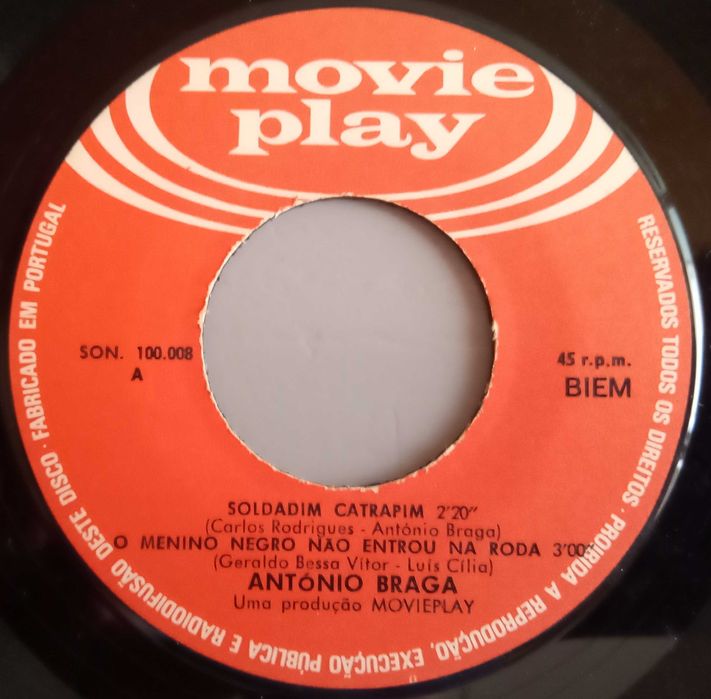 movie
play
SON. 100.008
A
45 r.p.m.
BIEM
SOLDADIM CATRAPIM 2'20"
(Carlos Rodrigues - António Braga)
O MENINO NEGRO NÃO ENTROU NA RODA 3'00"
(Geraldo Bessa Vitor - Luís Cília)
ANTÓNIO BRAGA
Uma produção MOVIEPLAY
RESERVADOS TODOS OS DIREITOS · PROIBIDA A REPRODUÇÃO, EXECUÇÃO PÚBLICA E RADIODIFUSÃO DESTE DISCO · FABRICADO EM PORTUGAL